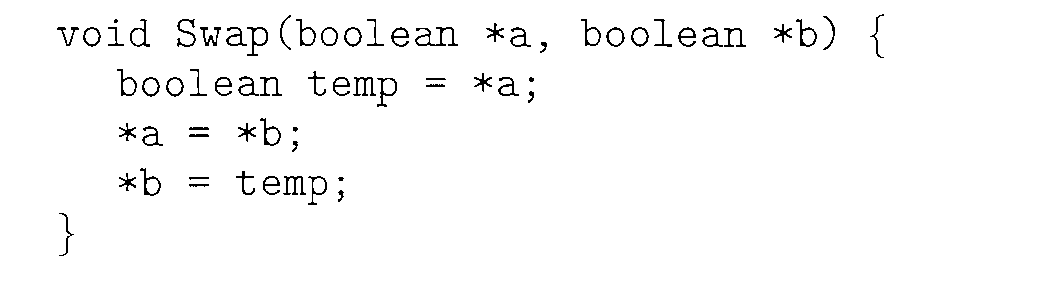 void Swap(boolean *a, boolean *b) {
boolean temp = *a;
*a = *b;
*b = temp;
}